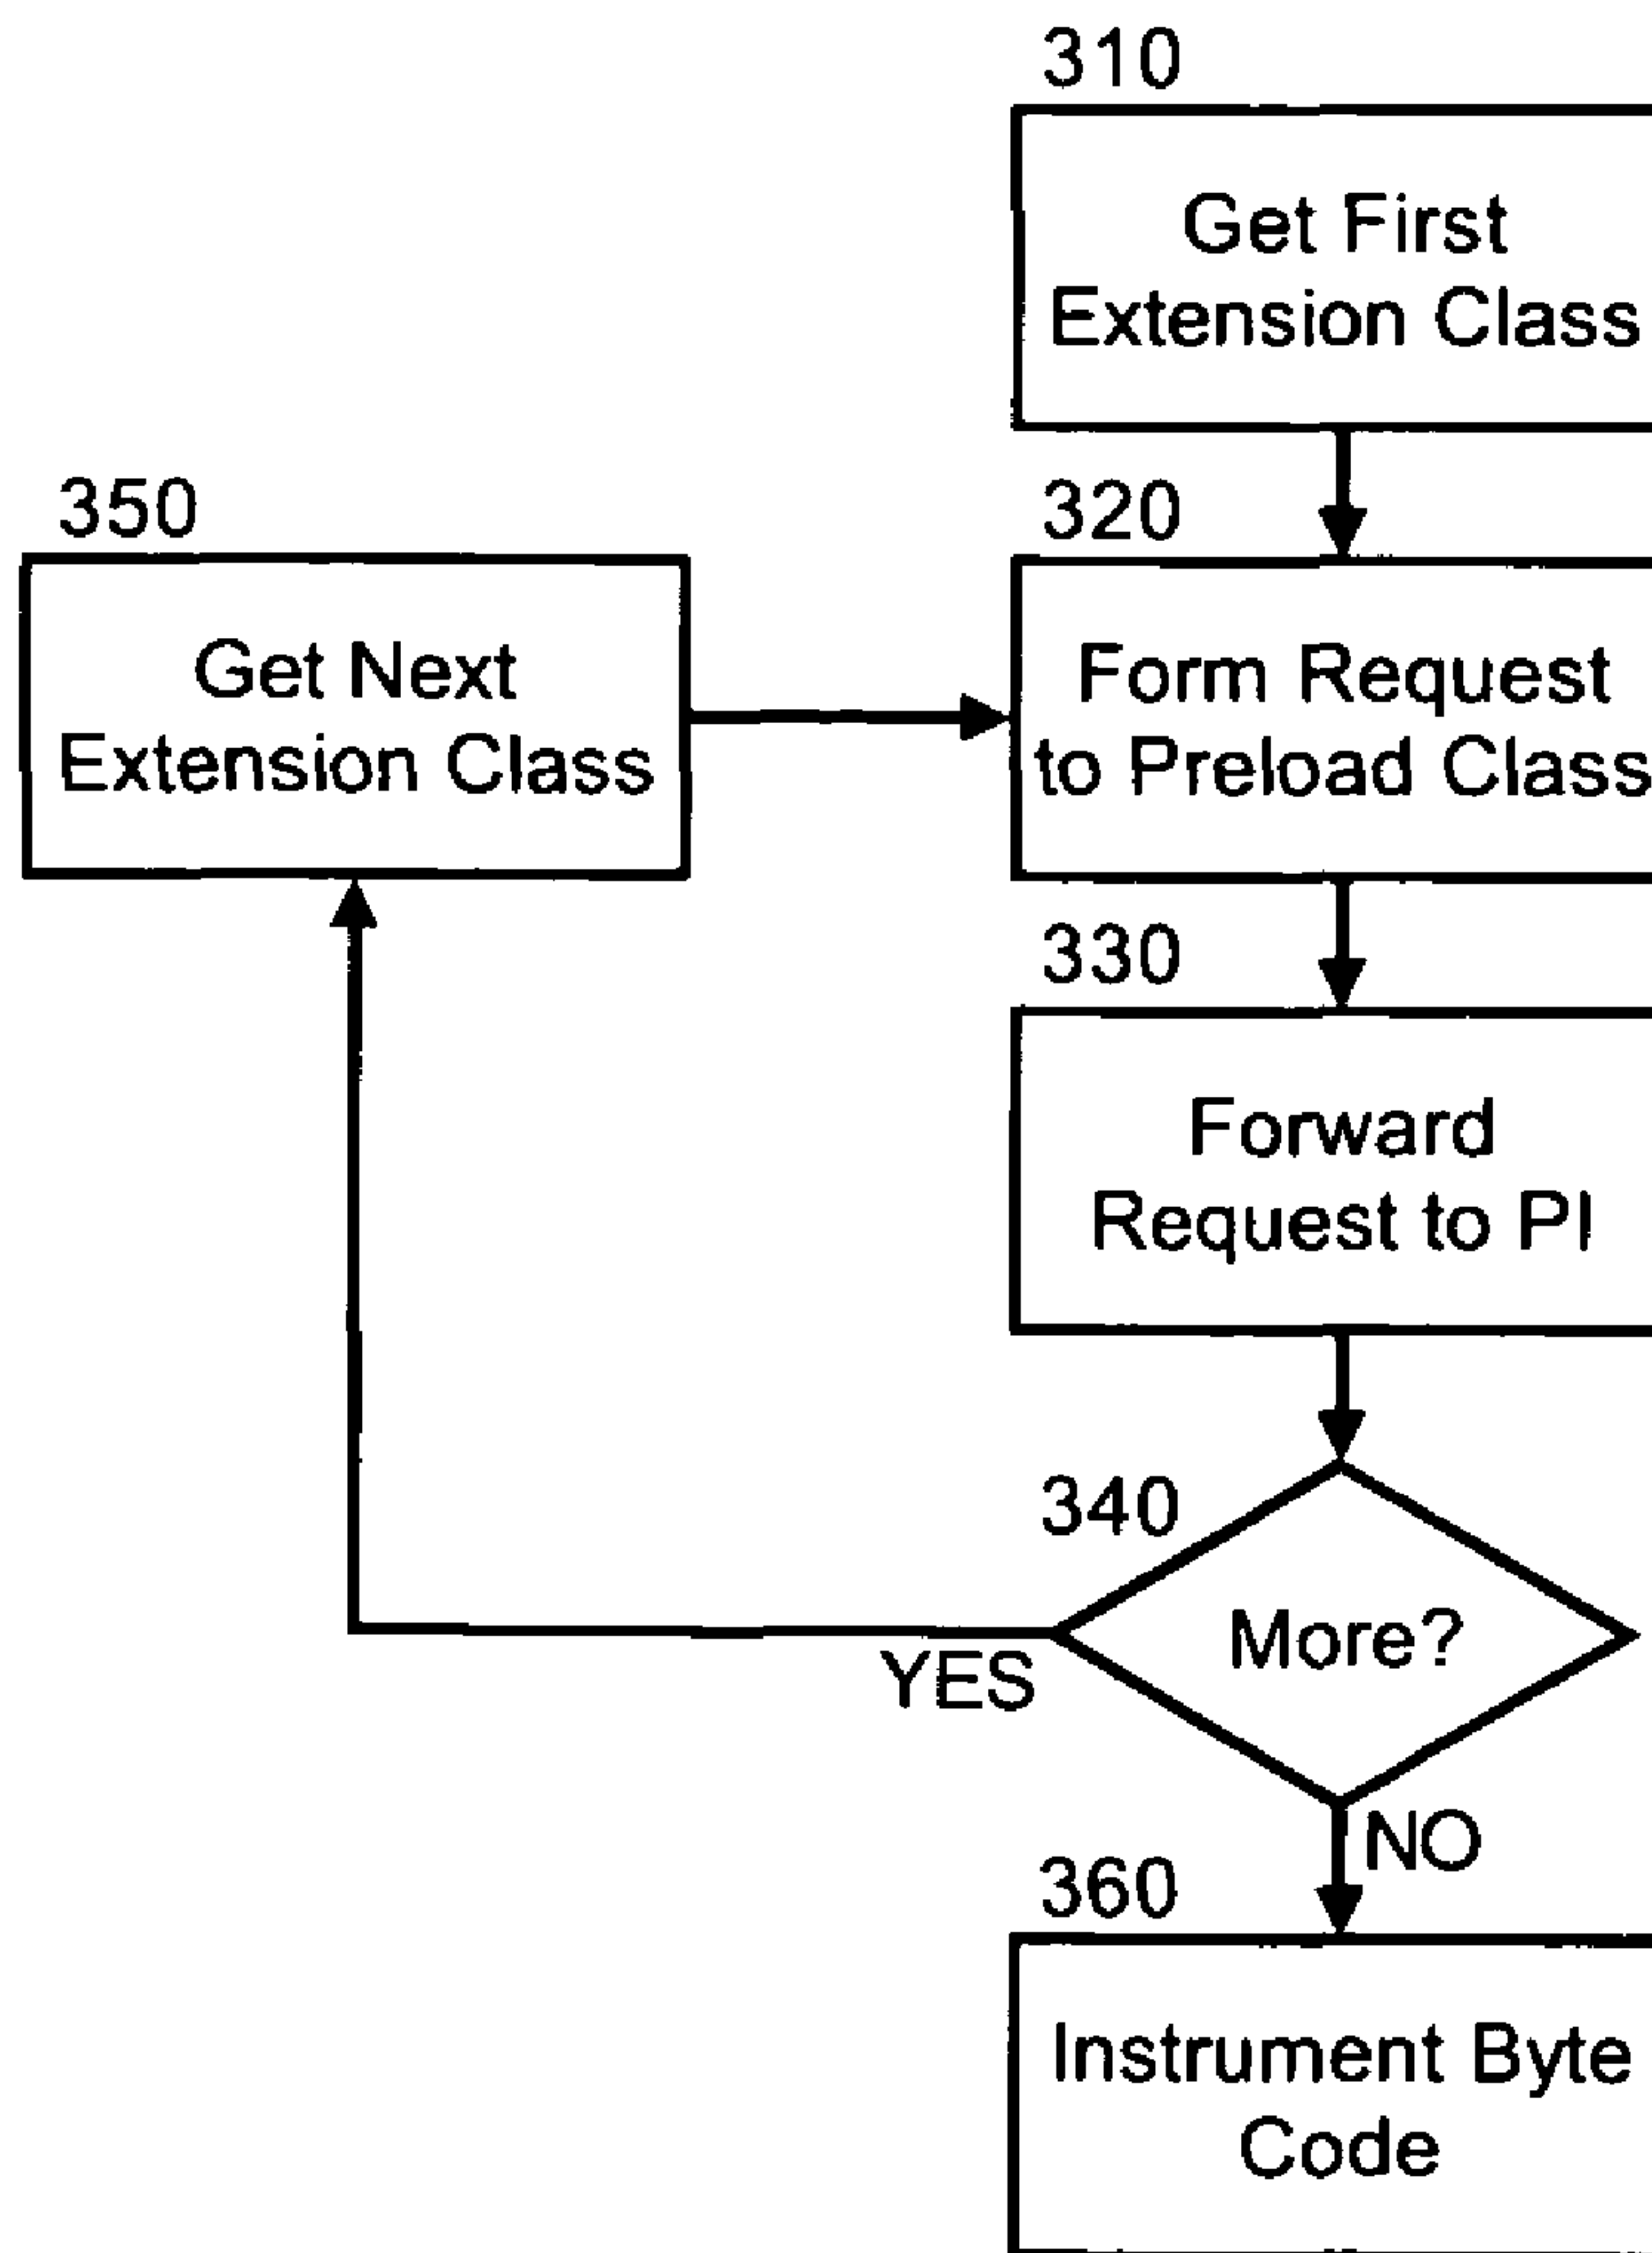 310
Get First
Extension Class
350
Get Next
Extension Class
320
Form Request
to Preload Class
330
Forward
Request to PI
340
More?
YES
NO
360
Instrument Byte
Code